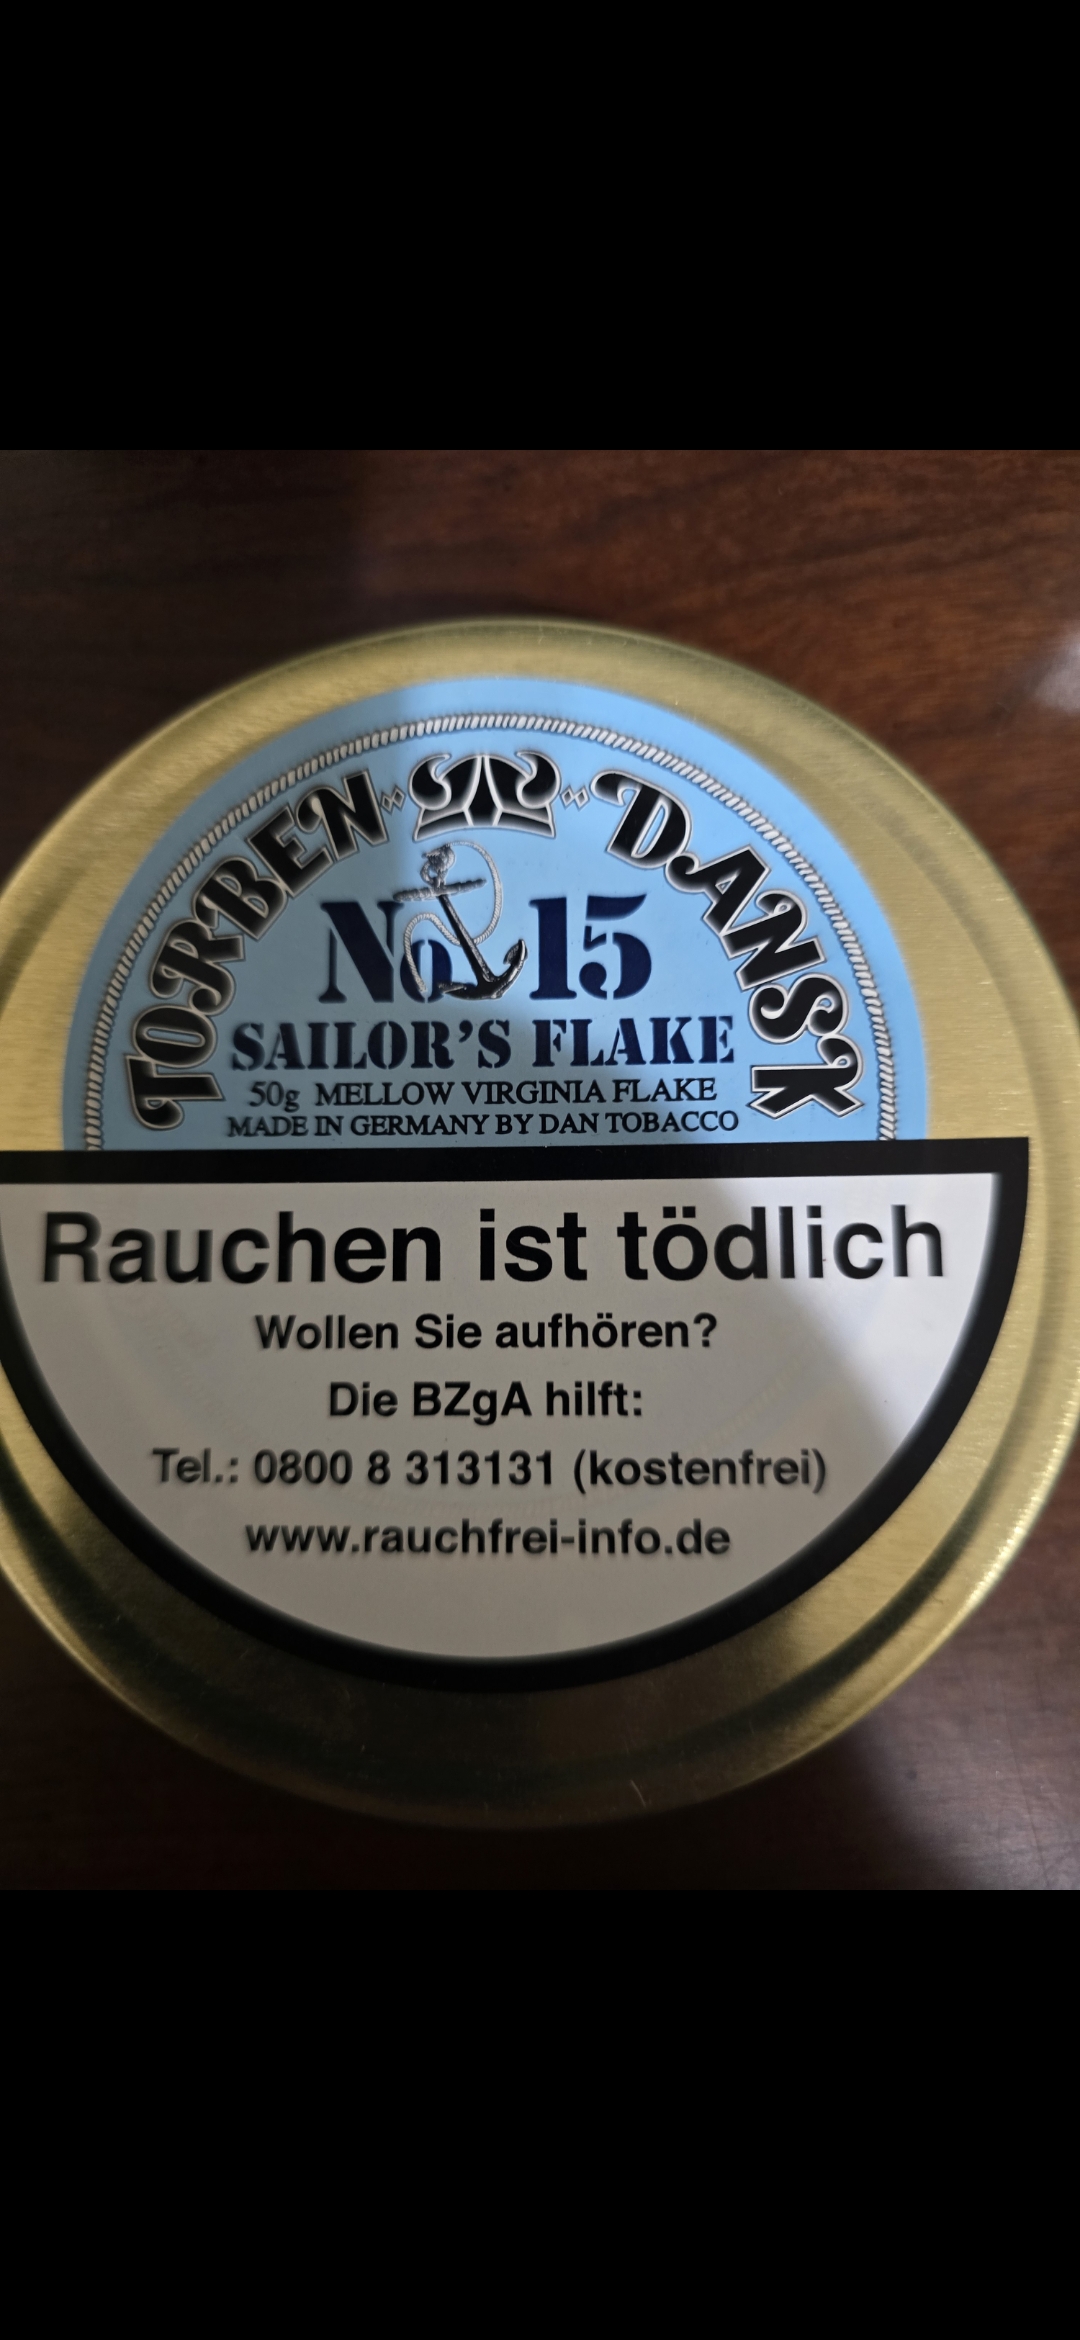 TORBEN DANSK
No 15
SAILOR'S FLAKE
50g MELLOW VIRGINIA FLAKE
MADE IN GERMANY BY DAN TOBACCO
Rauchen ist tödlich
Wollen Sie aufhören?
Die BZgA hilft:
Tel.: 0800 8 313131 (kostenfrei)
www.rauchfrei-info.de